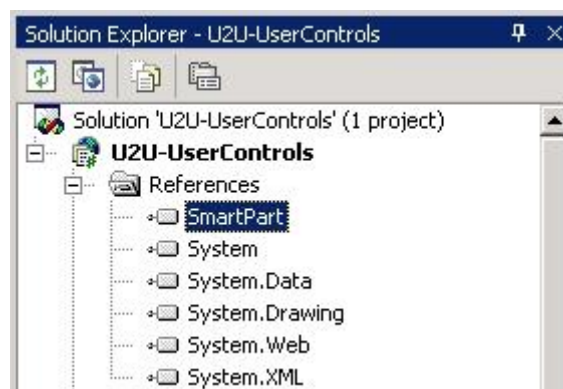 Solution Explorer - U2U-UserControls
Solution 'U2U-UserControls' (1 project)
U2U-UserControls
References
SmartPart
System
System.Data
System.Drawing
System.Web
System.XML